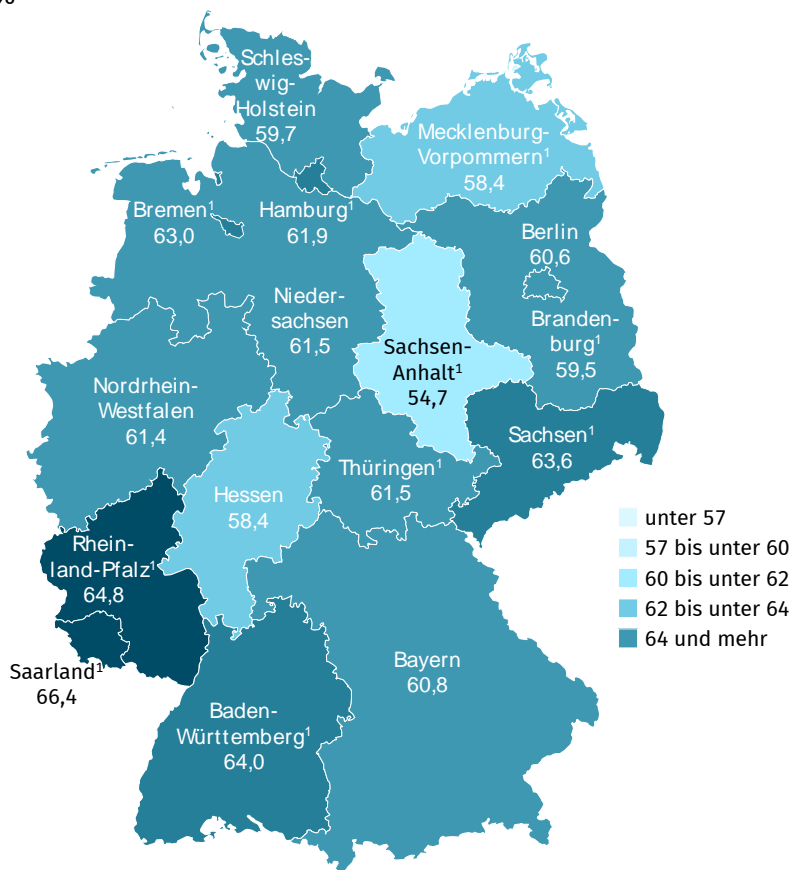 %
Schles-
wig-
Holstein
59,7
Mecklenburg-
Vorpommern¹
58,4
Bremen¹
63,0
Hamburg¹
61,9
Berlin
60,6
Nieder-
sachsen
61,5
Branden-
burg¹
59,5
Sachsen-
Anhalt¹
54,7
Nordrhein-
Westfalen
61,4
Sachsen¹
63,6
Thüringen¹
61,5
Hessen
58,4
Rhein-
land-Pfalz¹
64,8
Saarland¹
66,4
Bayern
60,8
Baden-
Württemberg¹
64,0
unter 57
57 bis unter 60
60 bis unter 62
62 bis unter 64
64 und mehr